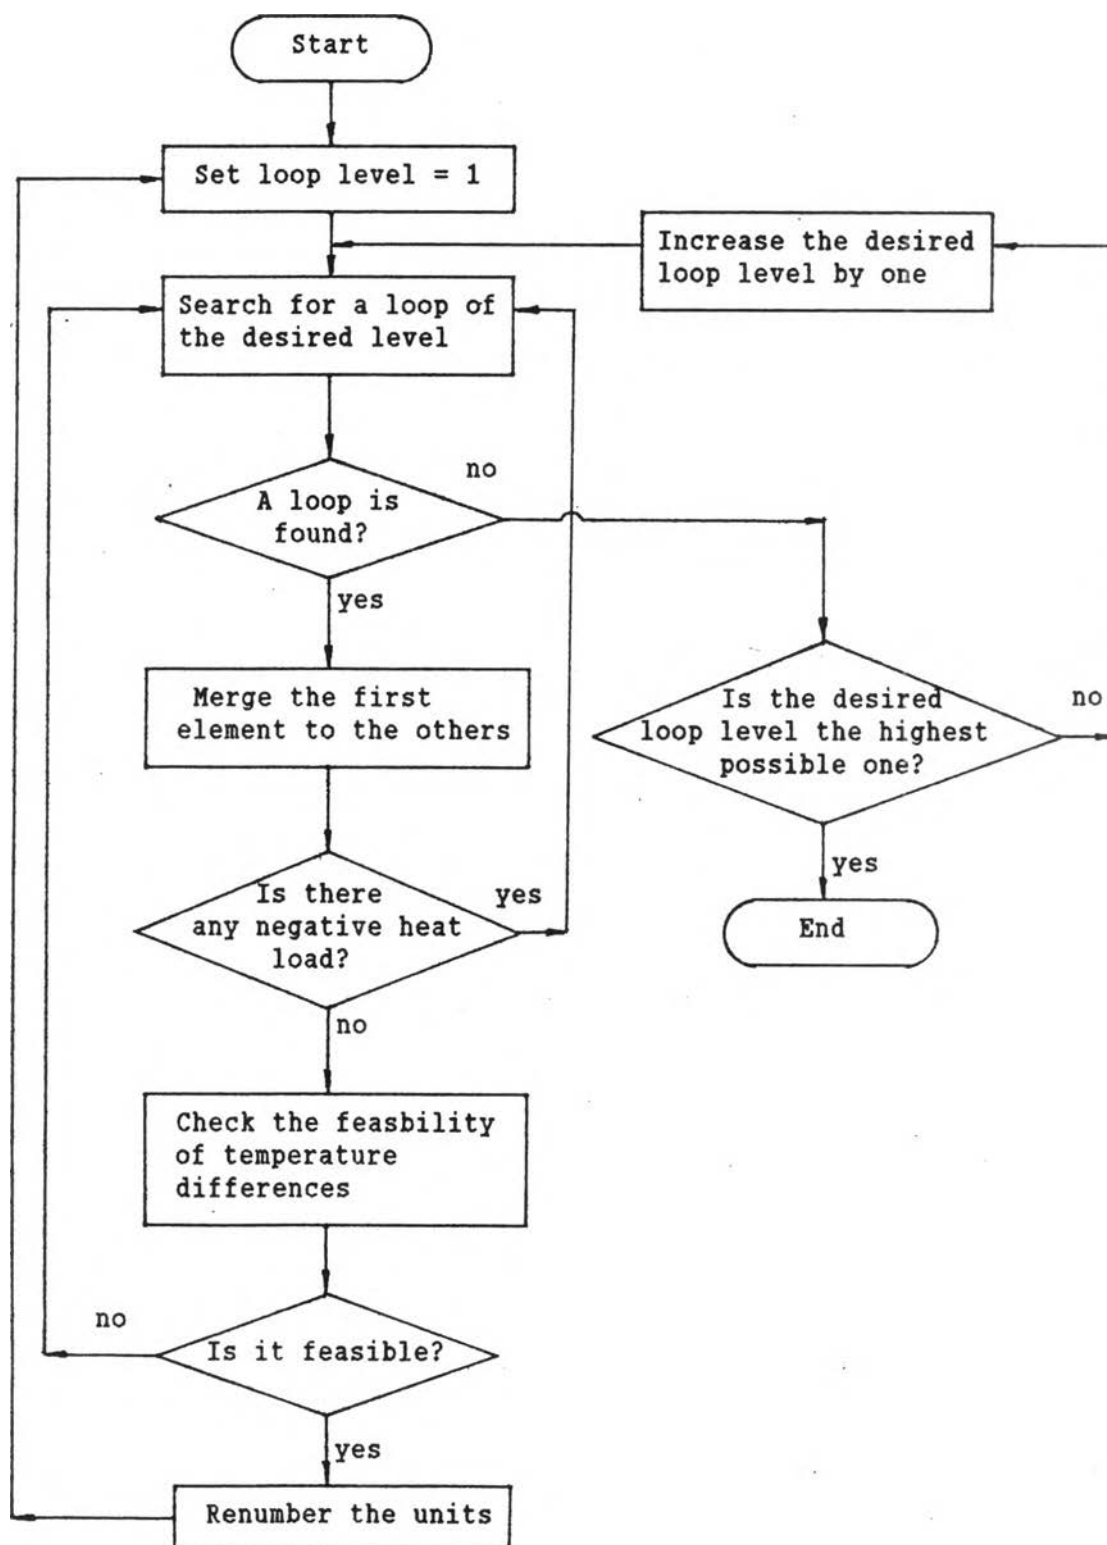 Start
Set loop level = 1
Increase the desired
loop level by one
Search for a loop of
the desired level
no
A loop is
found?
yes
Merge the first
element to the others
Is the desired
loop level the highest
possible one?
no
yes
End
Is there
any negative heat
load?
yes
no
Check the feasbility
of temperature
differences
no
Is it feasible?
yes
Renumber the units